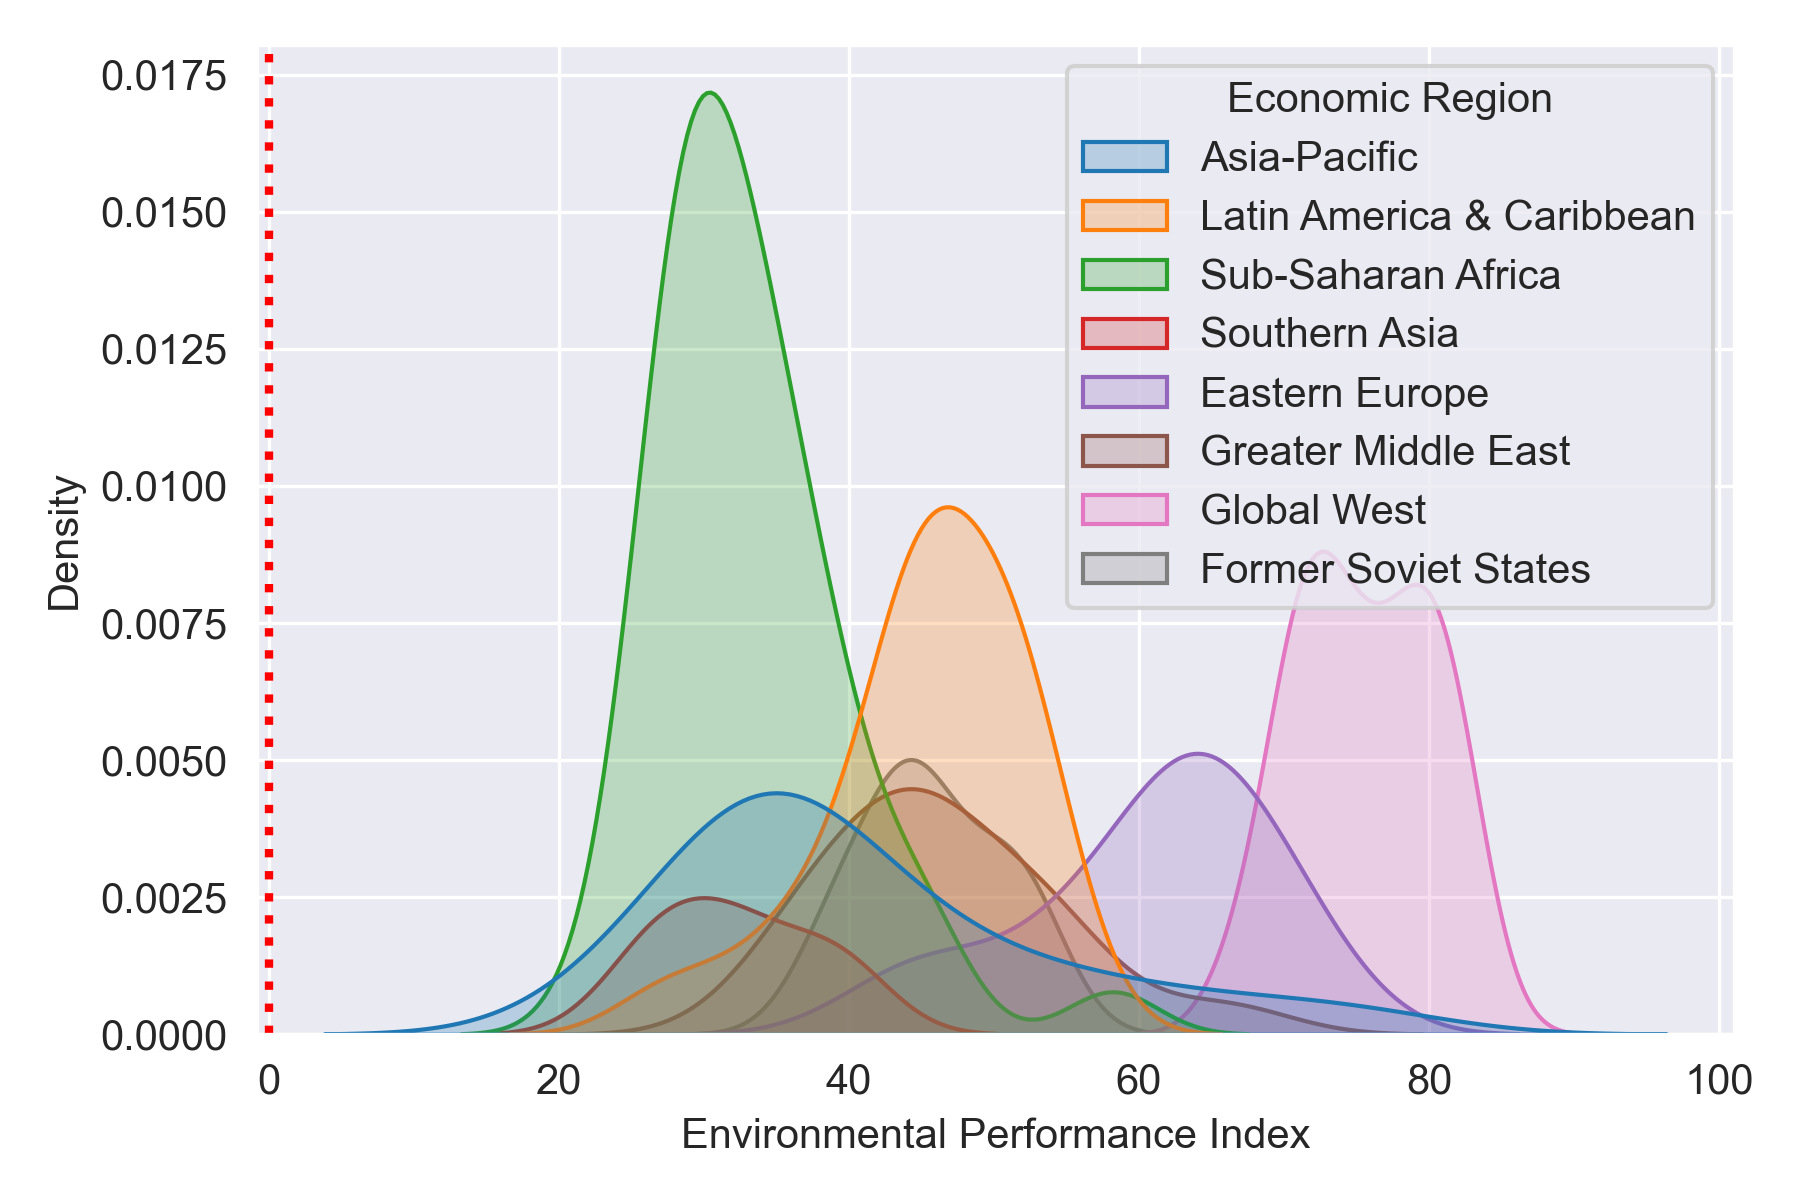 0.0175
0.0150
0.0125
0.0100
0.0075
0.0050
0.0025
0.0000
Density
Economic Region
Asia-Pacific
Latin America & Caribbean
Sub-Saharan Africa
Southern Asia
Eastern Europe
Greater Middle East
Global West
Former Soviet States
0 20 40 60 80 100
Environmental Performance Index